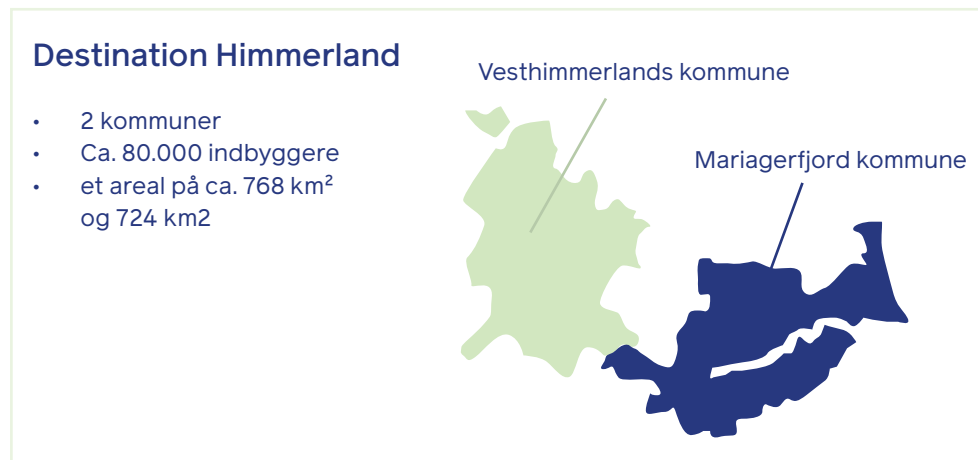 Destination Himmerland
• 2 kommuner
• Ca. 80.000 indbyggere
• et areal på ca. 768 km²
og 724 km2
Vesthimmerlands kommune
Mariagerfjord kommune